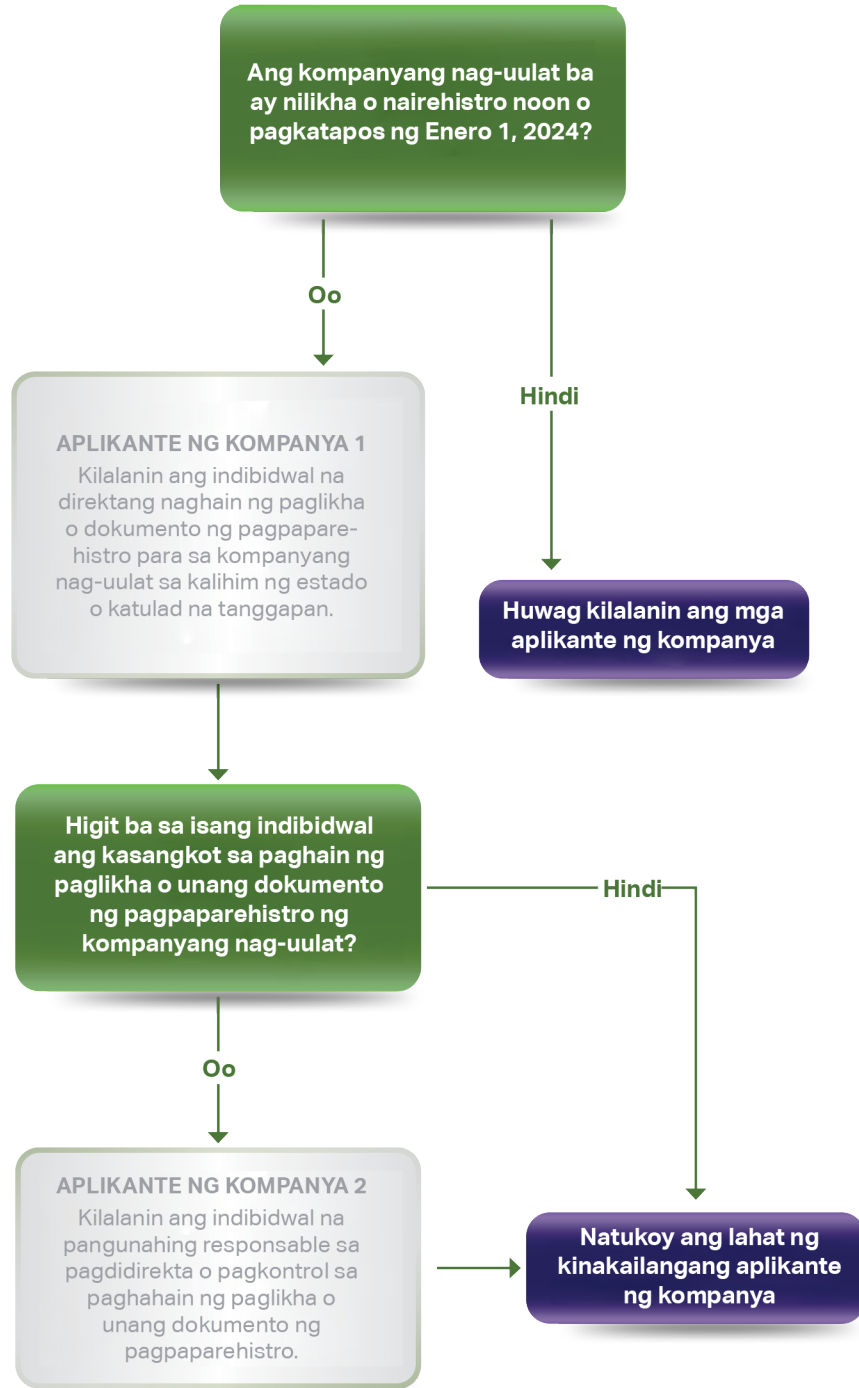 Ang kompanyang nag-uulat ba
ay nilikha o nairehistro noon o
pagkatapos ng Enero 1, 2024?
Oo
Hindi
APLIKANTE NG KOMPANYA 1
Kilalanin ang indibidwal na
direktang naghain ng paglikha
o dokumento ng pagpapare-
histro para sa kompanyang
nag-uulat sa kalihim ng estado
o katulad na tanggapan.
Huwag kilalanin ang mga
aplikante ng kompanya
Higit ba sa isang indibidwal
ang kasangkot sa paghain ng
paglikha o unang dokumento
ng pagpaparehistro ng
kompanyang nag-uulat?
Hindi
Oo
APLIKANTE NG KOMPANYA 2
Kilalanin ang indibidwal na
pangunahing responsable sa
pagdidirekta o pagkontrol sa
paghahain ng paglikha o
unang dokumento ng
pagpaparehistro.
Natukoy ang lahat ng
kinakailangang aplikante
ng kompanya